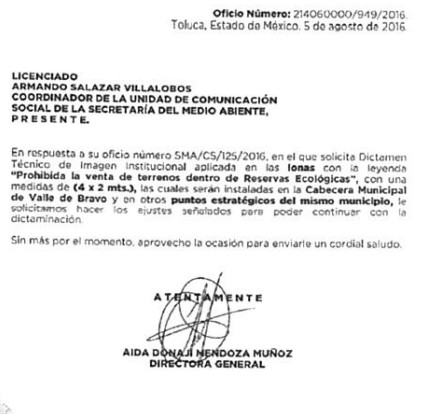 Oficio Número: 214060000/949/2016.
Toluca, Estado de México. 5 de agosto de 2016.
LICENCIADO
ARMANDO SALAZAR VILLALOBOS
COORDINADOR DE LA UNIDAD DE COMUNICACIÓN
SOCIAL DE LA SECRETARÍA DEL MEDIO ABIENTE,
P R E S E N T E.
En respuesta a su oficio número SMA/CS/125/2016, en el que solicita Dictamen
Técnico de Imagen Institucional aplicada en las lonas con la leyenda
"Prohibida la venta de terrenos dentro de Reservas Ecológicas", con una
medidas de (4 x 2 mts.), las cuales serán instaladas en la Cabecera Municipal
de Valle de Bravo y en otros puntos estratégicos del mismo municipio, le
solicitamos hacer los ajustes señalados para poder continuar con la
dictaminación.
Sin más por el momento, aprovecho la ocasión para enviarle un cordial saludo.
A T E N T A M E N T E
AIDA DONAJÍ MENDOZA MUÑOZ
DIRECTORA GENERAL